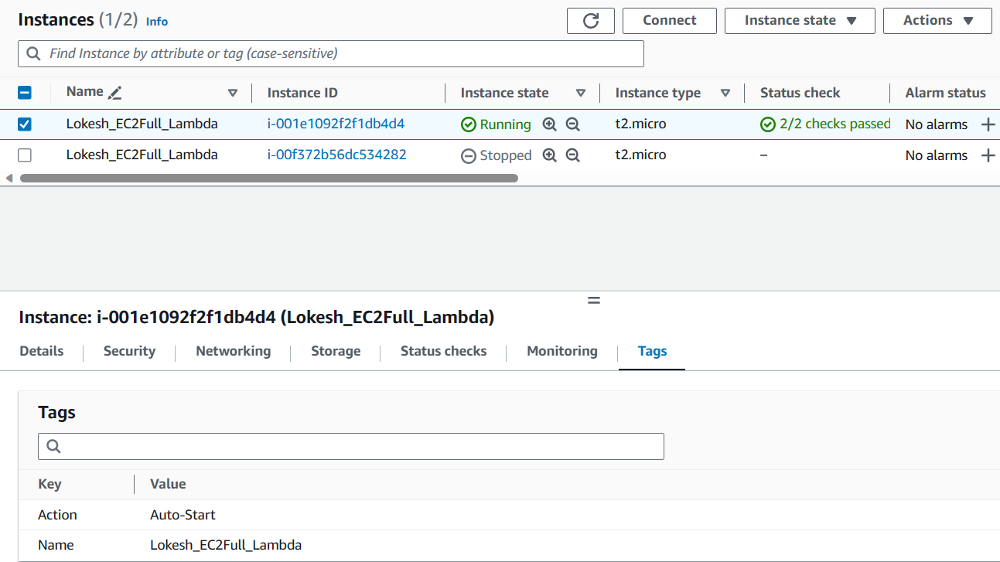 Instances (1/2) Info Connect Instance state Actions
Find Instance by attribute or tag (case-sensitive)
Name Instance ID Instance state Instance type Status check Alarm status
Lokesh_EC2Full_Lambda i-001e1092f2f1db4d4 Running t2.micro 2/2 checks passed No alarms
Lokesh_EC2Full_Lambda i-00f372b56dc534282 Stopped t2.micro – No alarms
Instance: i-001e1092f2f1db4d4 (Lokesh_EC2Full_Lambda)
Details Security Networking Storage Status checks Monitoring Tags
Tags
Key Value
Action Auto-Start
Name Lokesh_EC2Full_Lambda